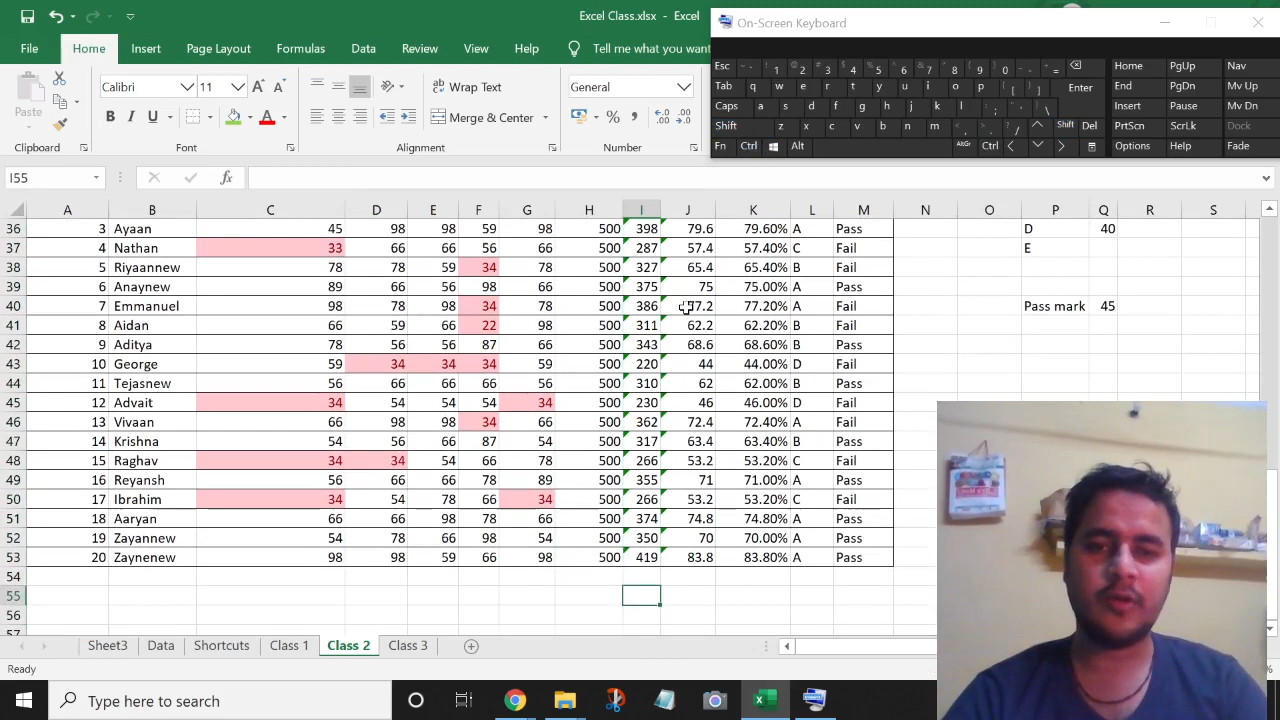 Excel Class.xlsx - Excel
On-Screen Keyboard
File Home Insert Page Layout Formulas Data Review View Help Tell me what you want
Paste
Calibri 11
B I U
Wrap Text
Merge & Center
General
Clipboard Font Alignment Number
Esc Home PgUp Nav
Tab q w e r t y u i o p Enter End PgDn Mv Up
Caps a s d f g h j k l Insert Pause Mv Dn
Shift z x c v b n m Shift Del PrtScn ScrLk Dock
Fn Ctrl Alt AltGr Ctrl Options Help Fade
I55 fx
A B C D E F G H I J K L M N O P Q R S
36 3 Ayaan 45 98 98 59 98 500 398 79.6 79.60% A Pass D 40
37 4 Nathan 33 66 66 56 66 500 287 57.4 57.40% C Fail E
38 5 Riyaannew 78 78 59 34 78 500 327 65.4 65.40% B Fail
39 6 Anaynew 89 66 56 98 66 500 375 75 75.00% A Pass
40 7 Emmanuel 98 78 98 34 78 500 386 77.2 77.20% A Fail Pass mark 45
41 8 Aidan 66 59 66 22 98 500 311 62.2 62.20% B Fail
42 9 Aditya 78 56 56 87 66 500 343 68.6 68.60% B Pass
43 10 George 59 34 34 34 59 500 220 44 44.00% D Fail
44 11 Tejasnew 56 66 66 66 56 500 310 62 62.00% B Pass
45 12 Advait 34 54 54 54 34 500 230 46 46.00% D Fail
46 13 Vivaan 66 98 98 34 66 500 362 72.4 72.40% A Fail
47 14 Krishna 54 56 66 87 54 500 317 63.4 63.40% B Pass
48 15 Raghav 34 34 54 66 78 500 266 53.2 53.20% C Fail
49 16 Reyansh 56 66 66 78 89 500 355 71 71.00% A Pass
50 17 Ibrahim 34 54 78 66 34 500 266 53.2 53.20% C Fail
51 18 Aaryan 66 66 98 78 66 500 374 74.8 74.80% A Pass
52 19 Zayannew 54 78 66 98 54 500 350 70 70.00% A Pass
53 20 Zaynenew 98 98 59 66 98 500 419 83.8 83.80% A Pass
54
55
56
57
Sheet3 Data Shortcuts Class 1 Class 2 Class 3
Ready
Type here to search